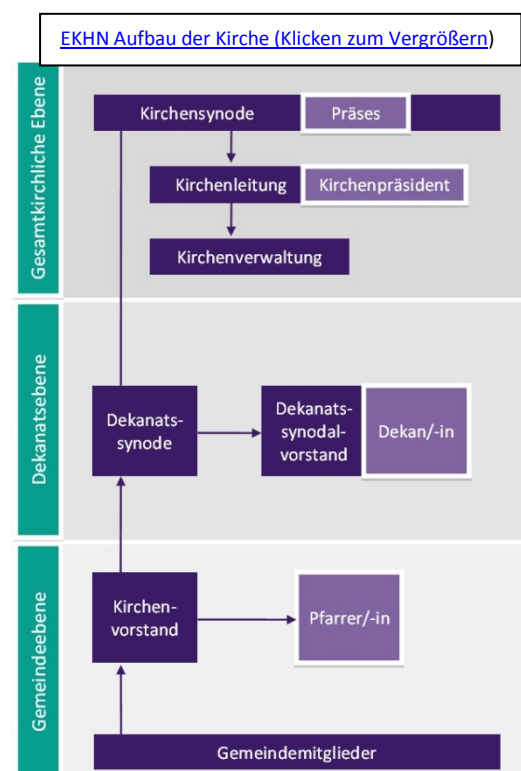 EKHN Aufbau der Kirche (Klicken zum Vergrößern)
Gesamtkirchliche Ebene
Kirchensynode
Präses
Kirchenleitung
Kirchenpräsident
Kirchenverwaltung
Dekanatsebene
Dekanats-
synode
Dekanats-
synodal-
vorstand
Dekan/-in
Gemeindeebene
Kirchen-
vorstand
Pfarrer/-in
Gemeindemitglieder